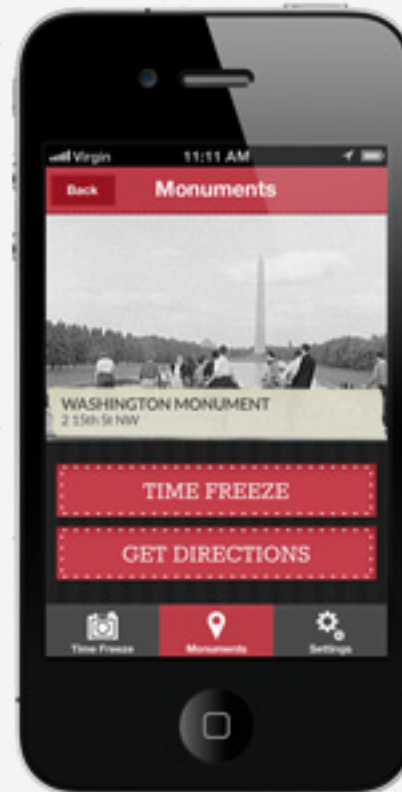 Virgin 11:11 AM
Back Monuments
WASHINGTON MONUMENT
2 15th St NW
TIME FREEZE
GET DIRECTIONS
Time Freeze Monuments Settings